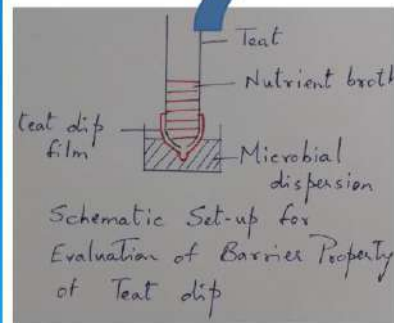 Teat
Nutrient broth
teat dip
film
Microbial
dispersion
Schematic Set-up for
Evaluation of Barrier Property
of Teat dip